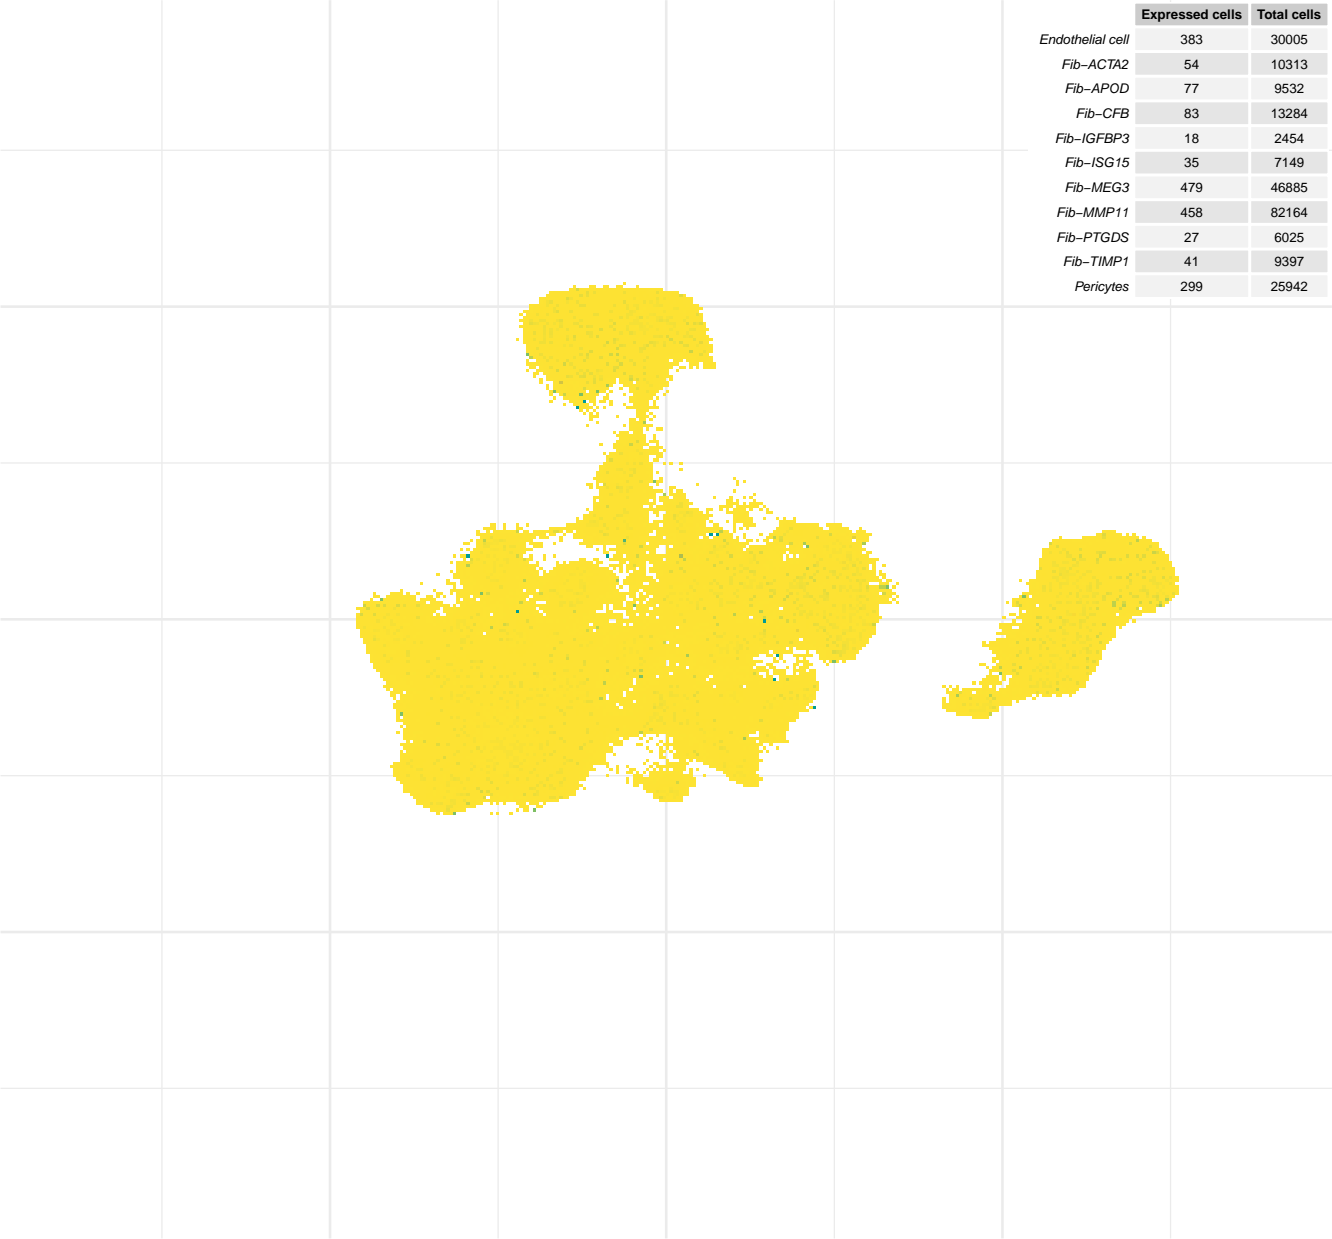 Expressed cells Total cells
Endothelial cell 383 30005
Fib−ACTA2 54 10313
Fib−APOD 77 9532
Fib−CFB 83 13284
Fib−IGFBP3 18 2454
Fib−ISG15 35 7149
Fib−MEG3 479 46885
Fib−MMP11 458 82164
Fib−PTGDS 27 6025
Fib−TIMP1 41 9397
Pericytes 299 25942